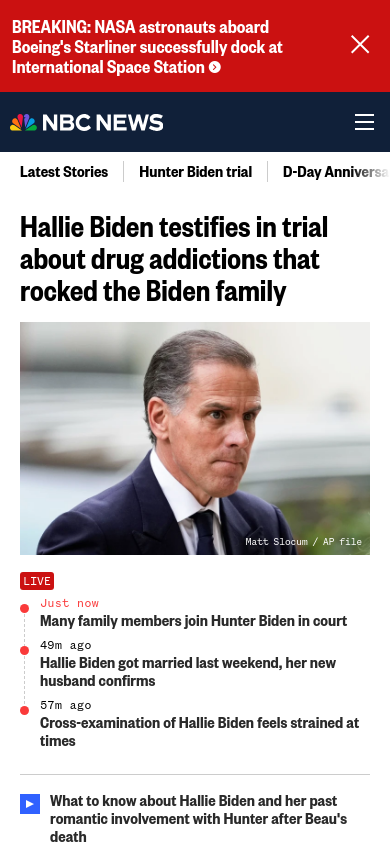 BREAKING: NASA astronauts aboard
Boeing's Starliner successfully dock at
International Space Station
NBC NEWS
Latest Stories
Hunter Biden trial
D-Day Anniversa
Hallie Biden testifies in trial
about drug addictions that
rocked the Biden family
Matt Slocum / AP file
LIVE
Just now
Many family members join Hunter Biden in court
49m ago
Hallie Biden got married last weekend, her new
husband confirms
57m ago
Cross-examination of Hallie Biden feels strained at
times
What to know about Hallie Biden and her past
romantic involvement with Hunter after Beau's
death